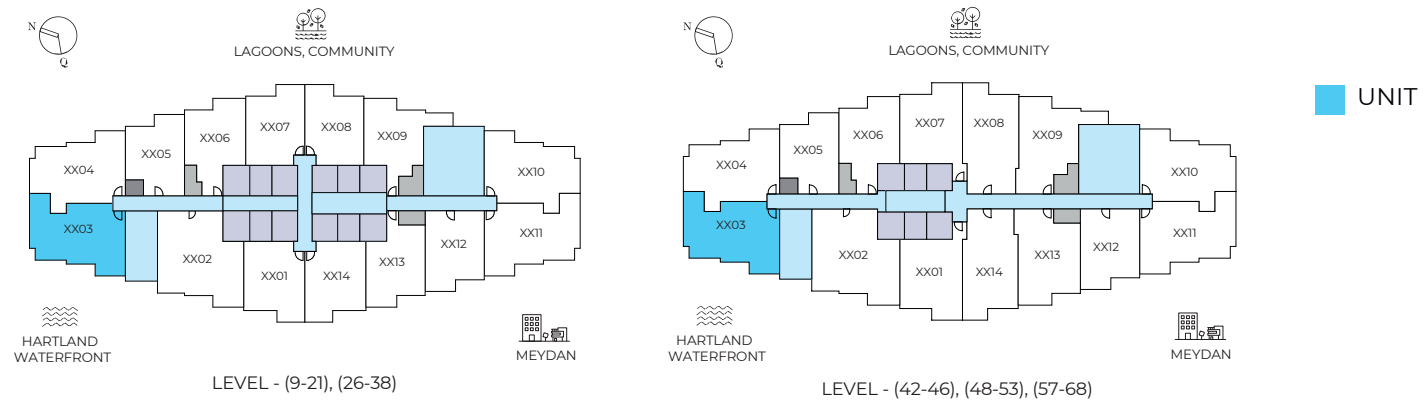 N
Q
LAGOONS, COMMUNITY
XX04
XX05
XX06
XX07
XX08
XX09
XX10
XX03
XX02
XX01
XX14
XX13
XX12
XX11
HARTLAND
WATERFRONT
MEYDAN
LEVEL - (9-21), (26-38)
N
Q
LAGOONS, COMMUNITY
XX04
XX05
XX06
XX07
XX08
XX09
XX10
XX03
XX02
XX01
XX14
XX13
XX12
XX11
HARTLAND
WATERFRONT
MEYDAN
LEVEL - (42-46), (48-53), (57-68)
UNIT